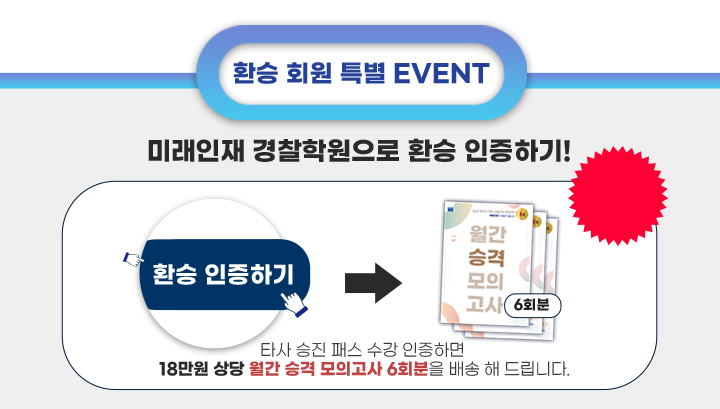 환승 회원 특별 EVENT
미래인재 경찰학원으로 환승 인증하기!
환승 인증하기
월간
승격
모의
고사
6회분
타사 승진 패스 수강 인증하면
18만원 상당 월간 승격 모의고사 6회분을 배송 해 드립니다.